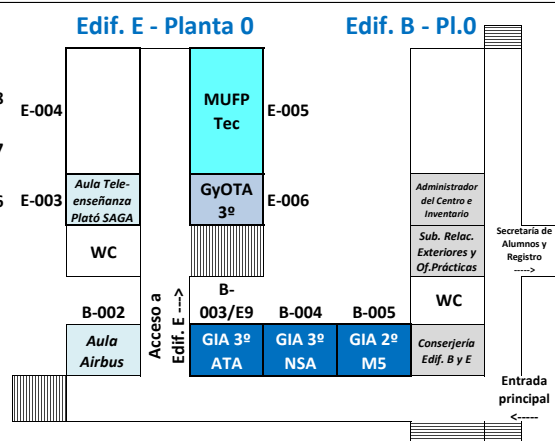 Edif. E - Planta 0
Edif. B - Pl.0
E-004
MUFP
Tec
E-005
E-003
Aula Tele-
enseñanza
Plató SAGA
GyOTA
3º
E-006
Administrador
del Centro e
Inventario
WC
Sub. Relac.
Exteriores y
Of.Prácticas
Secretaría de
Alumnos y
Registro
----->
B-002
Acceso a
Edif. E --->
B-
003/E9
B-004
B-005
WC
Aula
Airbus
GIA 3º
ATA
GIA 3º
NSA
GIA 2º
M5
Conserjería
Edif. B y E
Entrada
principal
<-----